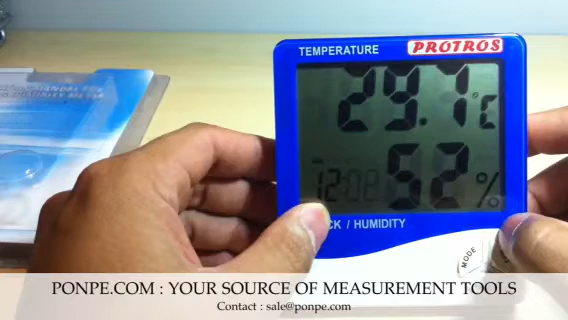 TEMPERATURE PROTROS
29.7°C
12:08 52%
CK / HUMIDITY
MODE
PONPE.COM : YOUR SOURCE OF MEASUREMENT TOOLS
Contact : sale@ponpe.com